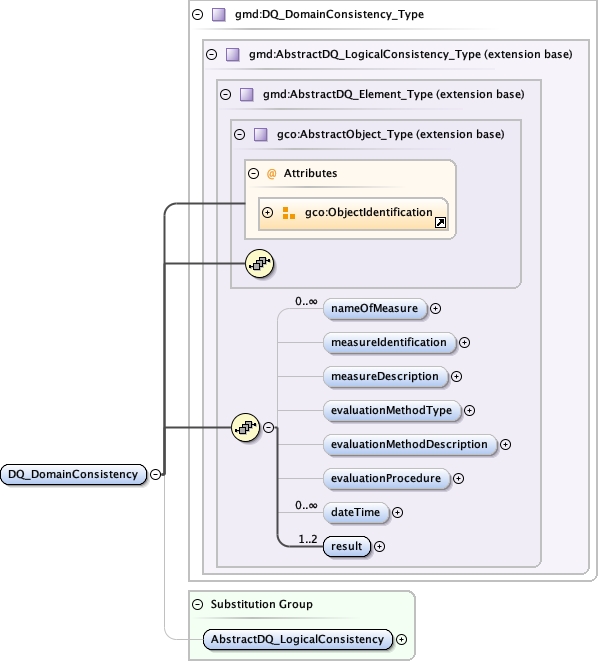 gmd:DQ_DomainConsistency_Type
gmd:AbstractDQ_LogicalConsistency_Type (extension base)
gmd:AbstractDQ_Element_Type (extension base)
gco:AbstractObject_Type (extension base)
@ Attributes
gco:ObjectIdentification
0..∞
nameOfMeasure
measureIdentification
measureDescription
evaluationMethodType
evaluationMethodDescription
DQ_DomainConsistency
evaluationProcedure
0..∞
dateTime
1..2
result
Substitution Group
AbstractDQ_LogicalConsistency